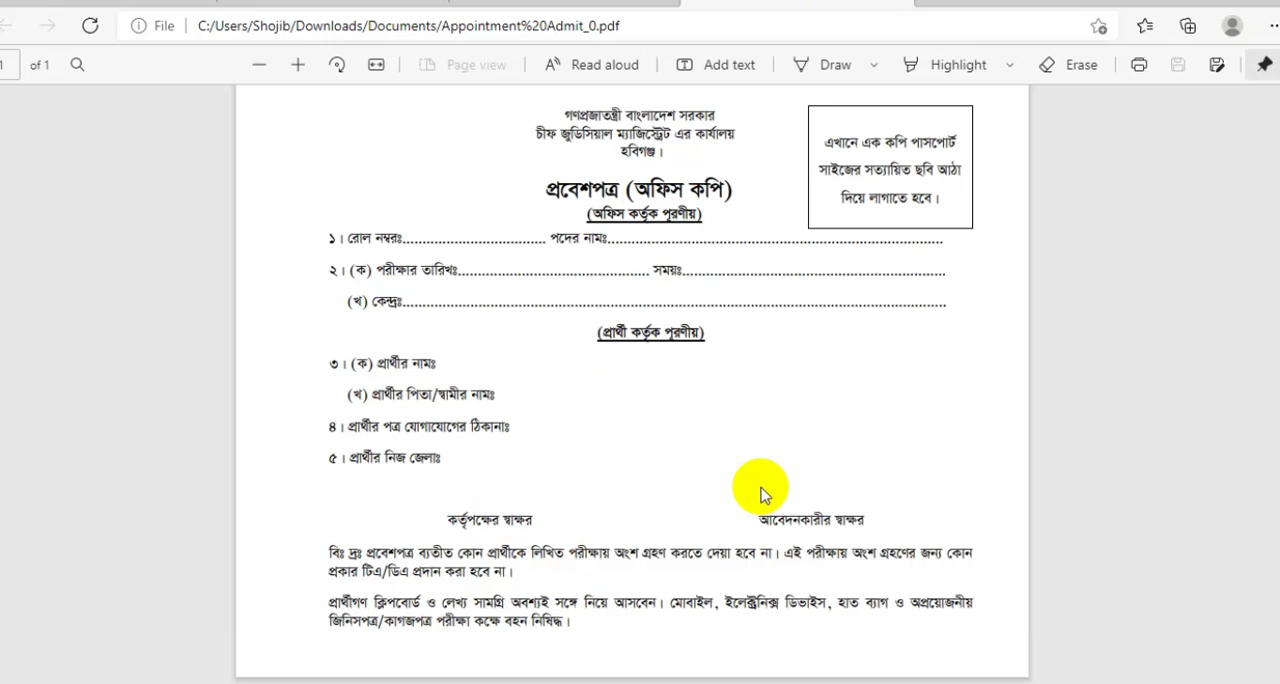 File C:/Users/Shojib/Downloads/Documents/Appointment%20Admit_0.pdf
1 of 1 Page view Read aloud Add text Draw Highlight Erase
গণপ্রজাতন্ত্রী বাংলাদেশ সরকার
চীফ জুডিসিয়াল ম্যাজিস্ট্রেট এর কার্যালয়
হবিগঞ্জ।
এখানে এক কপি পাসপোর্ট
সাইজের সত্যায়িত ছবি আঠা
দিয়ে লাগাতে হবে।
প্রবেশপত্র (অফিস কপি)
(অফিস কর্তৃক পূরণীয়)
১। রোল নম্বরঃ................................... পদের নামঃ....................................................................................
২। (ক) পরীক্ষার তারিখঃ............................................... সময়ঃ.................................................................
(খ) কেন্দ্রঃ........................................................................................................................................
(প্রার্থী কর্তৃক পূরণীয়)
৩। (ক) প্রার্থীর নামঃ
(খ) প্রার্থীর পিতা/স্বামীর নামঃ
৪। প্রার্থীর পত্র যোগাযোগের ঠিকানাঃ
৫। প্রার্থীর নিজ জেলাঃ
কর্তৃপক্ষের স্বাক্ষর আবেদনকারীর স্বাক্ষর
বিঃ দ্রঃ প্রবেশপত্র ব্যতীত কোন প্রার্থীকে লিখিত পরীক্ষায় অংশ গ্রহণ করতে দেয়া হবে না। এই পরীক্ষায় অংশ গ্রহণের জন্য কোন
প্রকার টিএ/ডিএ প্রদান করা হবে না।
প্রার্থীগণ ক্লিপবোর্ড ও লেখ্য সামগ্রি অবশ্যই সঙ্গে নিয়ে আসবেন। মোবাইল, ইলেক্ট্রনিক্স ডিভাইস, হাত ব্যাগ ও অপ্রয়োজনীয়
জিনিসপত্র/কাগজপত্র পরীক্ষা কক্ষে বহন নিষিদ্ধ।